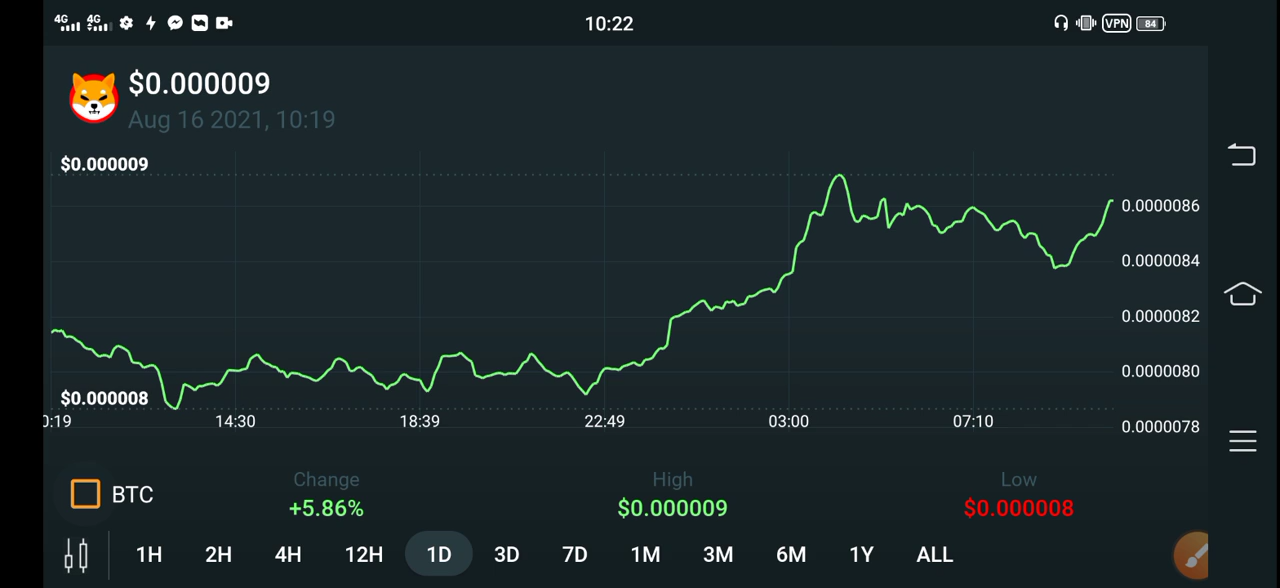 4G 4G 10:22 VPN 84
$0.000009
Aug 16 2021, 10:19
$0.000009
0.0000086
0.0000084
0.0000082
0.0000080
$0.000008
0:19 14:30 18:39 22:49 03:00 07:10 0.0000078
Change High Low
BTC +5.86% $0.000009 $0.000008
1H 2H 4H 12H 1D 3D 7D 1M 3M 6M 1Y ALL